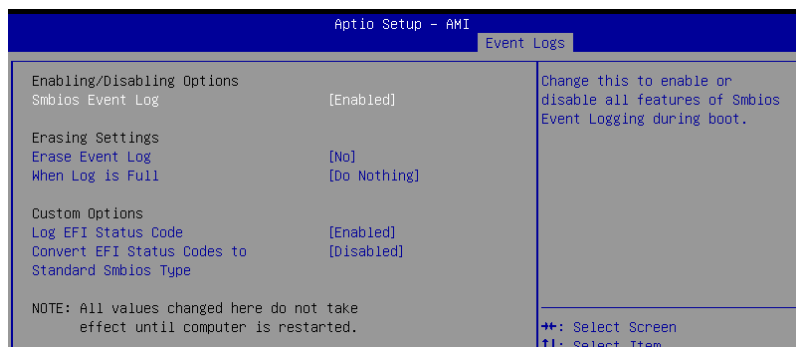 Aptio Setup - AMI
Event Logs
Enabling/Disabling Options
Smbios Event Log [Enabled]
Erasing Settings
Erase Event Log [No]
When Log is Full [Do Nothing]
Custom Options
Log EFI Status Code [Enabled]
Convert EFI Status Codes to [Disabled]
Standard Smbios Type
NOTE: All values changed here do not take
effect until computer is restarted.
Change this to enable or
disable all features of Smbios
Event Logging during boot.
→←: Select Screen
↑↓: Select Item